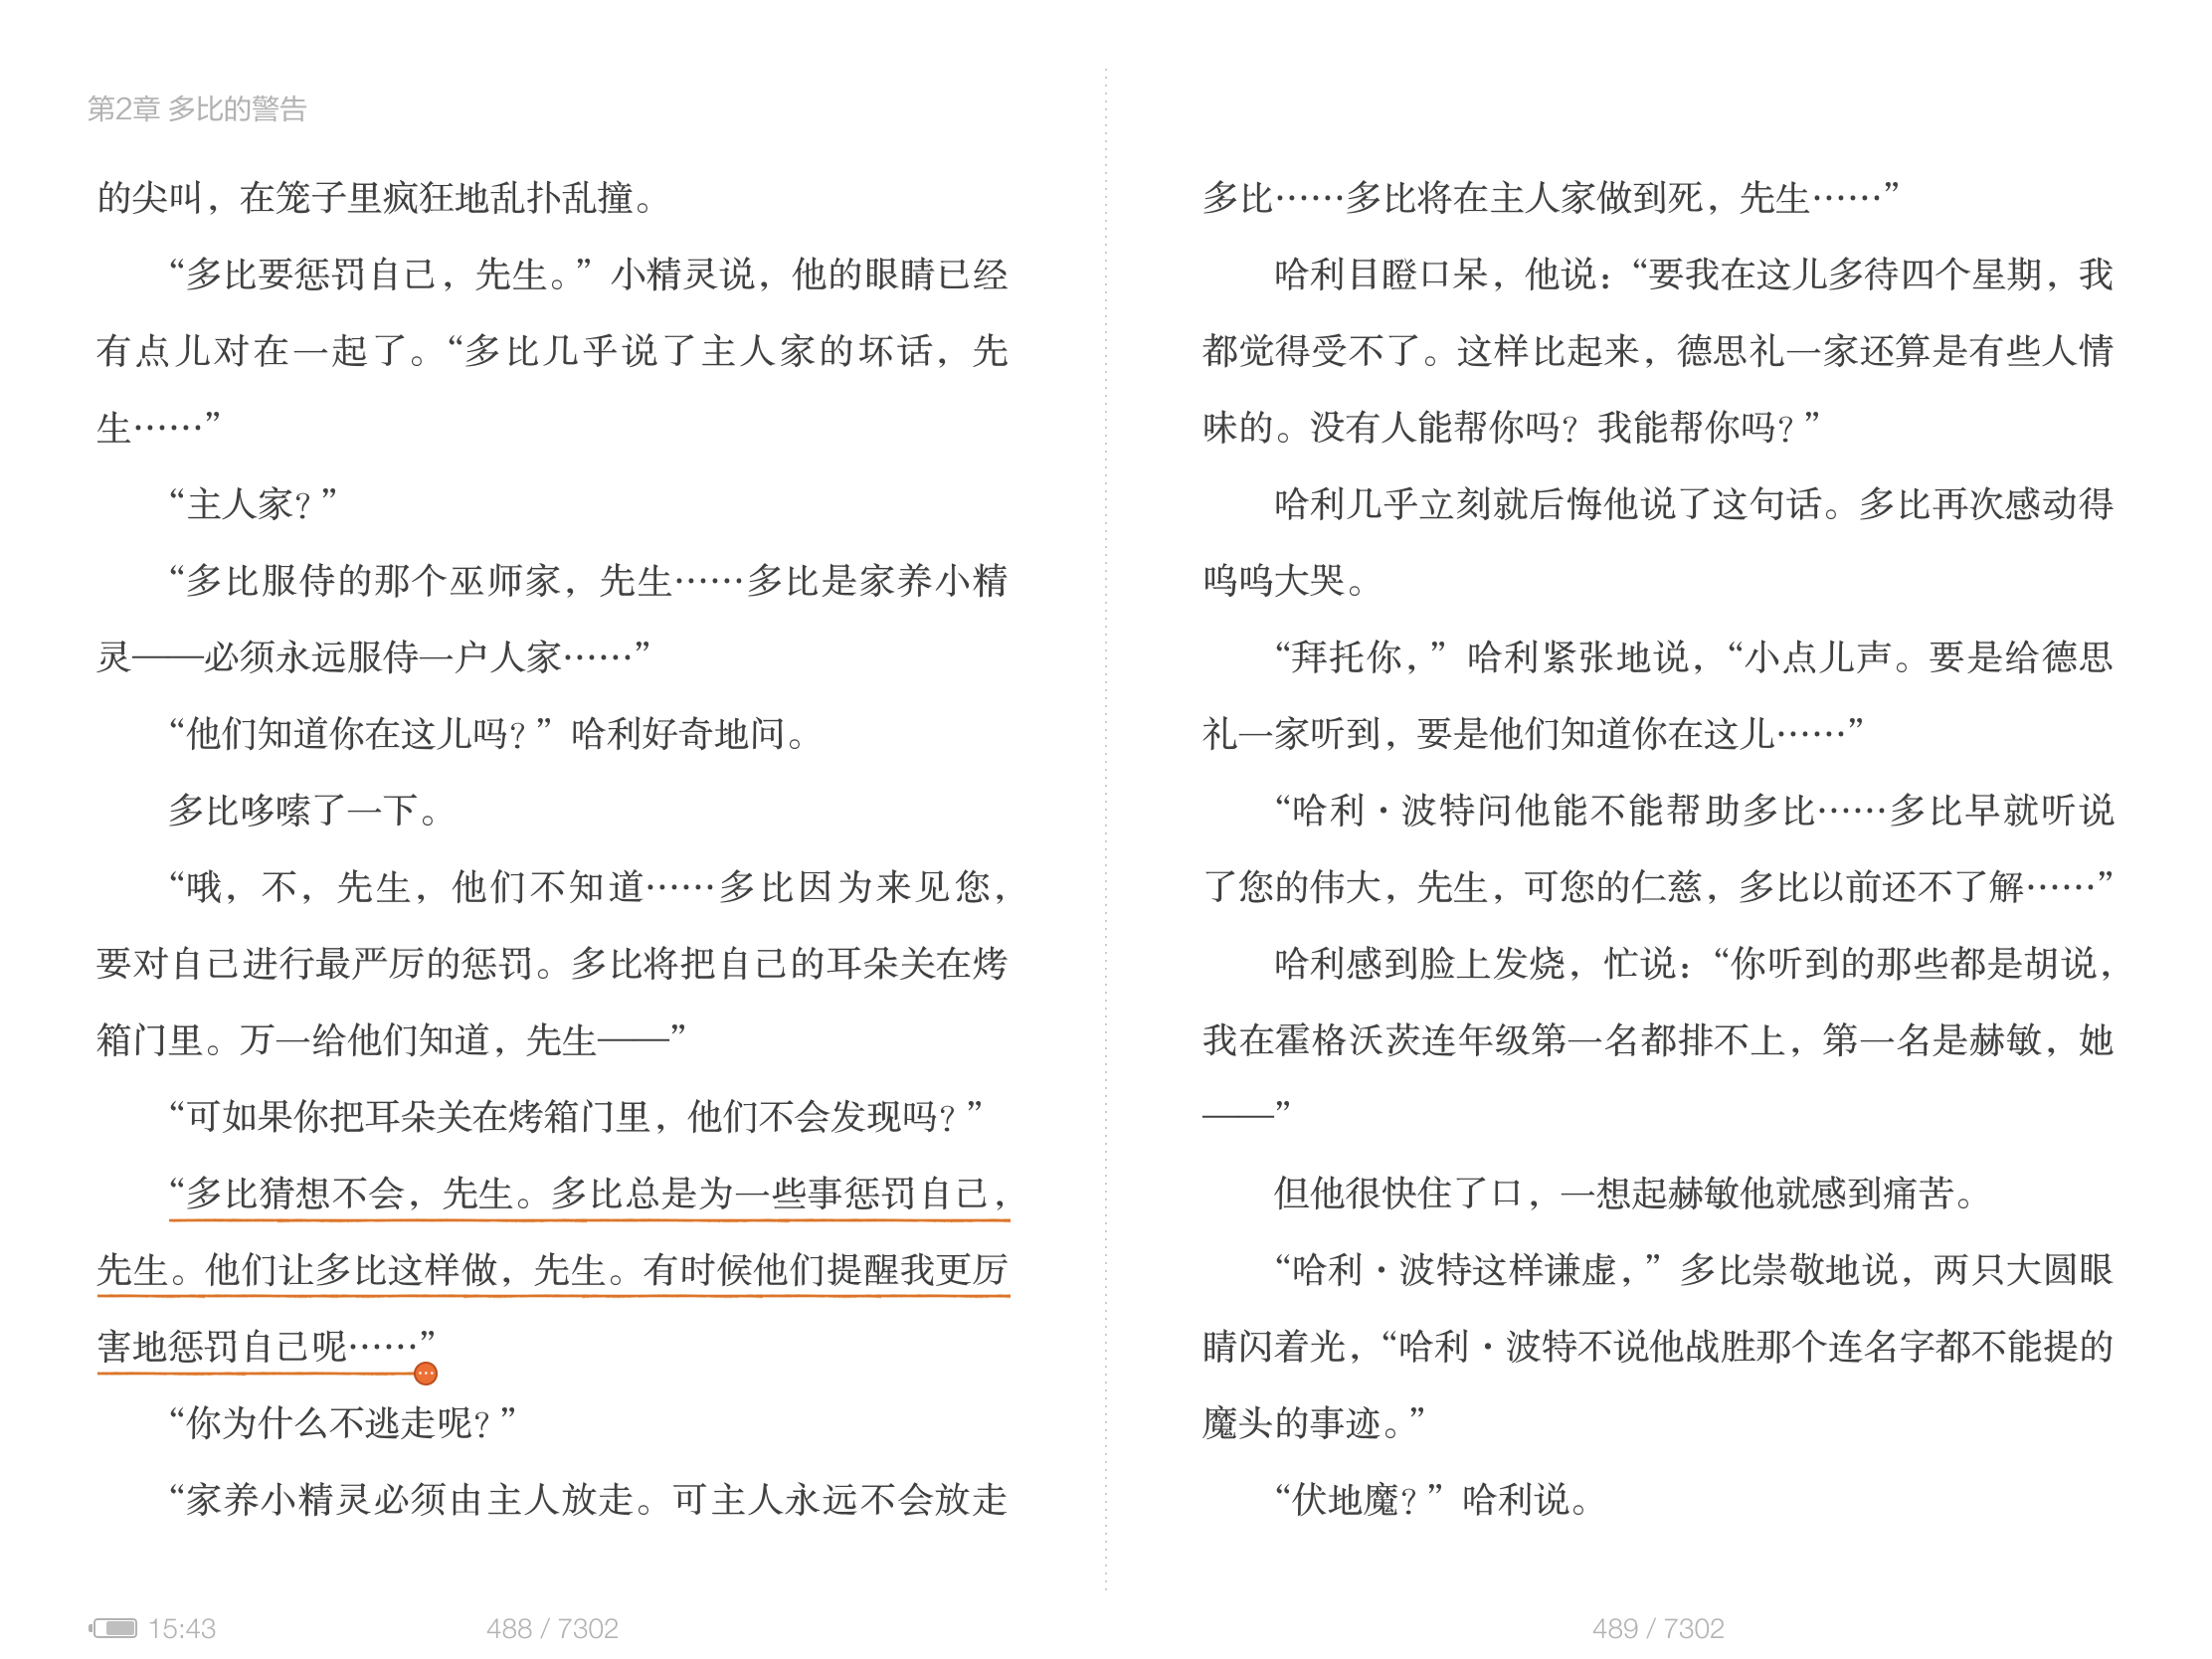 第2章 多比的警告
的尖叫，在笼子里疯狂地乱扑乱撞。
“多比要惩罚自己，先生。”小精灵说，他的眼睛已经
有点儿对在一起了。“多比几乎说了主人家的坏话，先
生……”
“主人家？”
“多比服侍的那个巫师家，先生……多比是家养小精
灵——必须永远服侍一户人家……”
“他们知道你在这儿吗？”哈利好奇地问。
多比哆嗦了一下。
“哦，不，先生，他们不知道……多比因为来见您，
要对自己进行最严厉的惩罚。多比将把自己的耳朵关在烤
箱门里。万一给他们知道，先生——”
“可如果你把耳朵关在烤箱门里，他们不会发现吗？”
“多比猜想不会，先生。多比总是为一些事惩罚自己，
先生。他们让多比这样做，先生。有时候他们提醒我更厉
害地惩罚自己呢……”
“你为什么不逃走呢？”
“家养小精灵必须由主人放走。可主人永远不会放走
15:43
488 / 7302
多比……多比将在主人家做到死，先生……”
哈利目瞪口呆，他说：“要我在这儿多待四个星期，我
都觉得受不了。这样比起来，德思礼一家还算是有些人情
味的。没有人能帮你吗？我能帮你吗？”
哈利几乎立刻就后悔他说了这句话。多比再次感动得
呜呜大哭。
“拜托你，”哈利紧张地说，“小点儿声。要是给德思
礼一家听到，要是他们知道你在这儿……”
“哈利·波特问他能不能帮助多比……多比早就听说
了您的伟大，先生，可您的仁慈，多比以前还不了解……”
哈利感到脸上发烧，忙说：“你听到的那些都是胡说，
我在霍格沃茨连年级第一名都排不上，第一名是赫敏，她
——”
但他很快住了口，一想起赫敏他就感到痛苦。
“哈利·波特这样谦虚，”多比崇敬地说，两只大圆眼
睛闪着光，“哈利·波特不说他战胜那个连名字都不能提的
魔头的事迹。”
“伏地魔？”哈利说。
489 / 7302